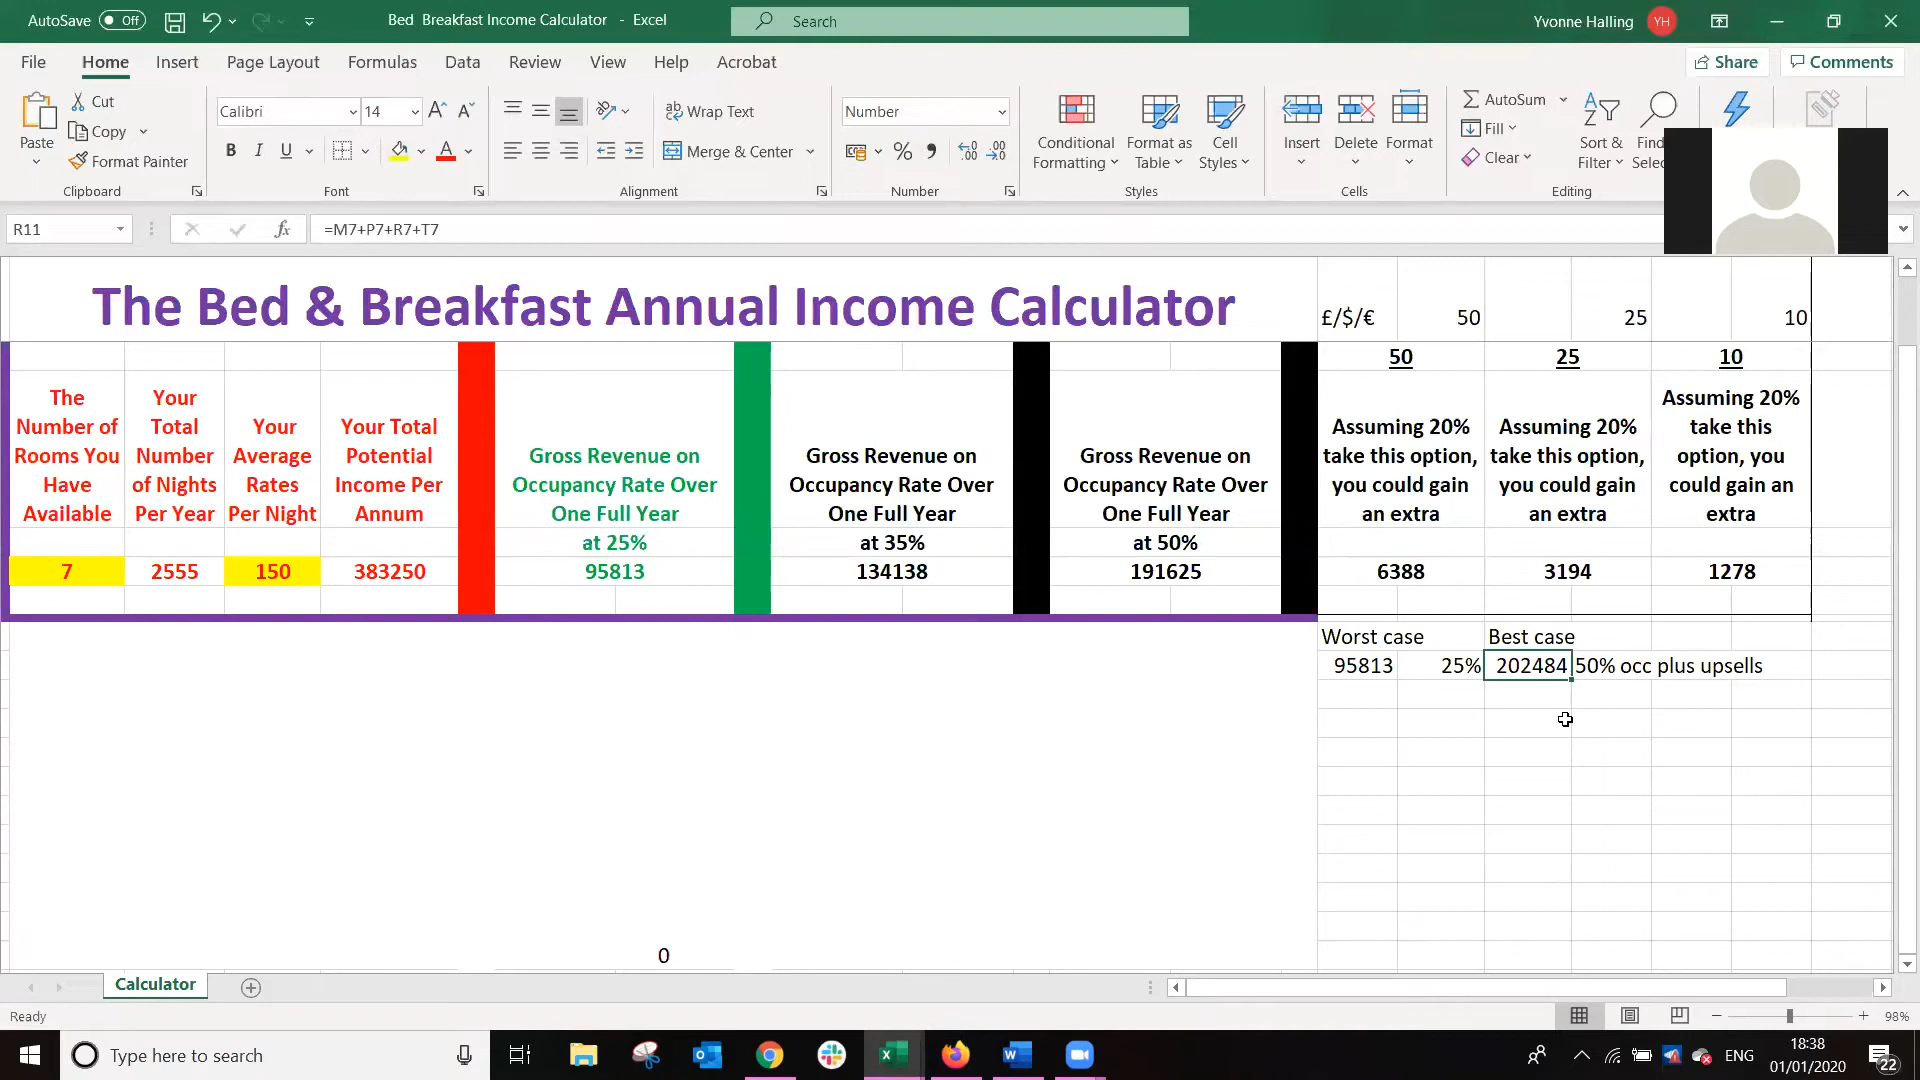 AutoSave Off
Bed Breakfast Income Calculator - Excel
Search
Yvonne Halling YH
File Home Insert Page Layout Formulas Data Review View Help Acrobat
Share Comments
Paste
Cut
Copy
Format Painter
Clipboard
Calibri 14
B I U A
Font
Wrap Text
Merge & Center
Alignment
Number
% 9
Number
Conditional
Formatting
Format as
Table
Cell
Styles
Styles
Insert
Delete
Format
Cells
AutoSum
Fill
Clear
Sort &
Filter
Find
Selec
Editing
R11 fx =M7+P7+R7+T7
The Bed & Breakfast Annual Income Calculator
£/$/€ 50 25 10
50 25 10
The
Number of
Rooms You
Have
Available
Your
Total
Number
of Nights
Per Year
Your
Average
Rates
Per Night
Your Total
Potential
Income Per
Annum
Gross Revenue on
Occupancy Rate Over
One Full Year
at 25%
Gross Revenue on
Occupancy Rate Over
One Full Year
at 35%
Gross Revenue on
Occupancy Rate Over
One Full Year
at 50%
Assuming 20%
take this option,
you could gain
an extra
Assuming 20%
take this option,
you could gain
an extra
Assuming 20%
take this
option, you
could gain an
extra
7 2555 150 383250 95813 134138 191625 6388 3194 1278
Worst case Best case
95813 25% 202484 50% occ plus upsells
0
Calculator
Ready
98%
Type here to search
ENG
18:38
01/01/2020
22